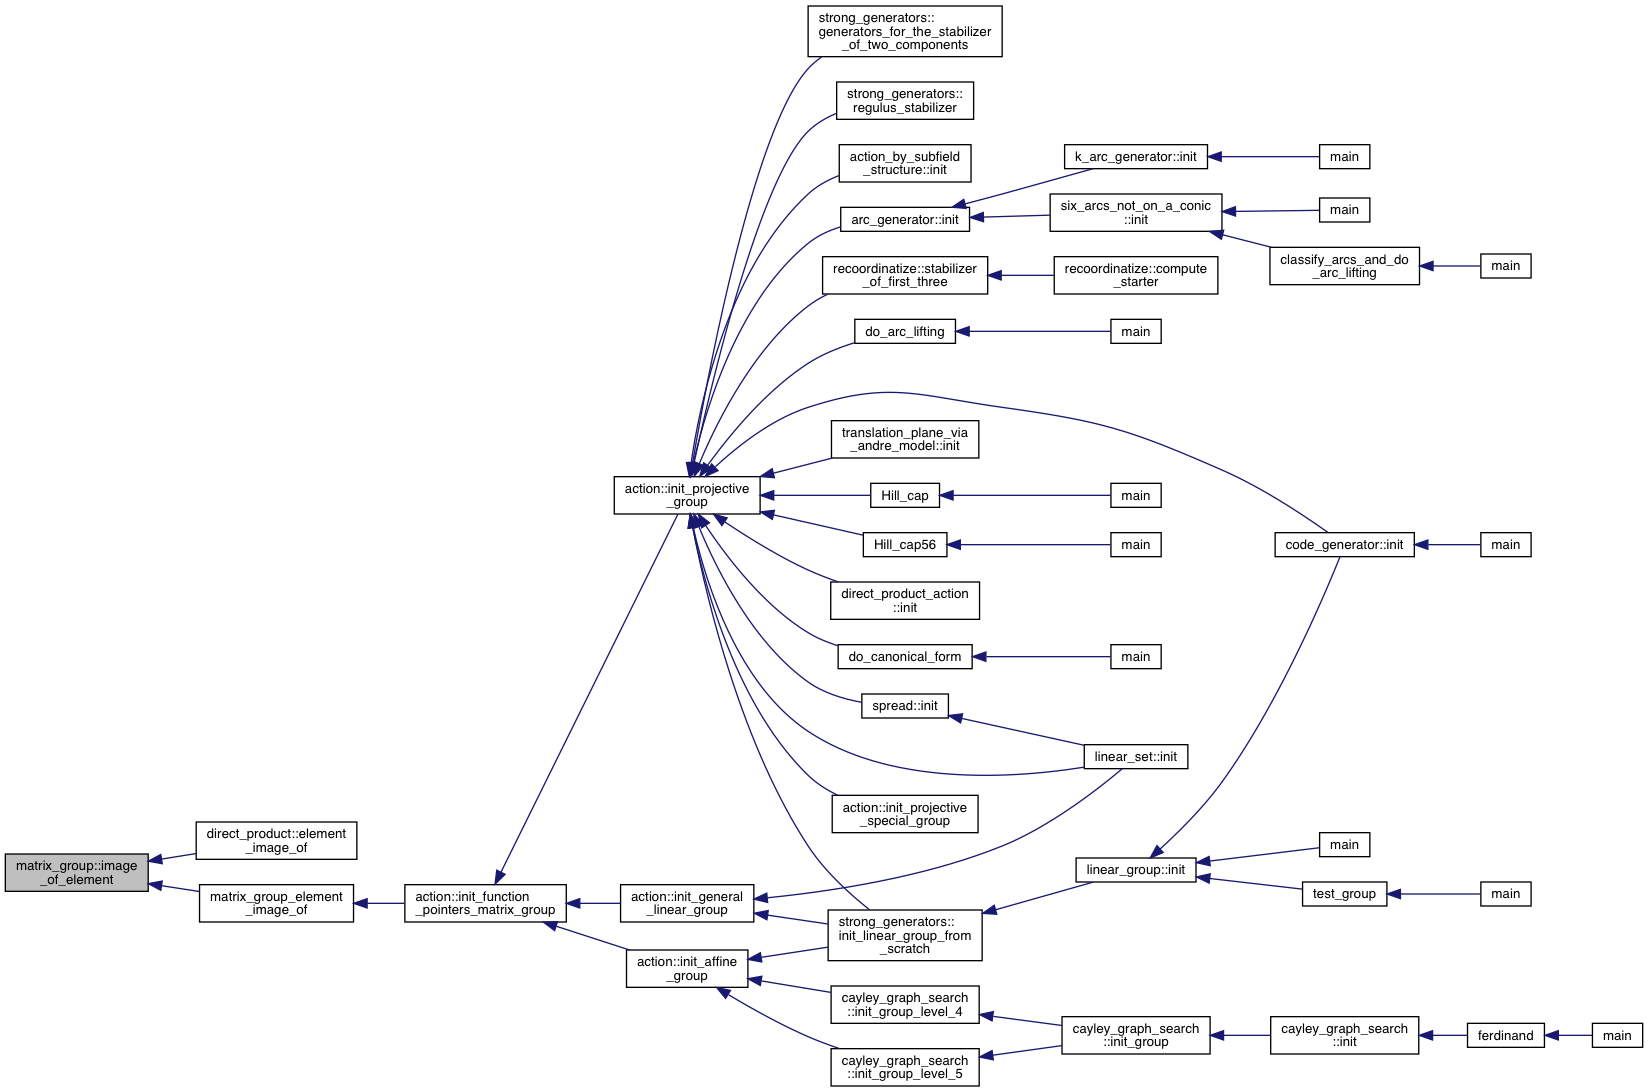 strong_generators::
generators_for_the_stabilizer
_of_two_components
strong_generators::
regulus_stabilizer
action_by_subfield
_structure::init
k_arc_generator::init
main
arc_generator::init
six_arcs_not_on_a_conic
::init
main
classify_arcs_and_do
_arc_lifting
main
recoordinatize::stabilizer
_of_first_three
recoordinatize::compute
_starter
do_arc_lifting
main
translation_plane_via
_andre_model::init
action::init_projective
_group
Hill_cap
main
Hill_cap56
main
code_generator::init
main
direct_product_action
::init
do_canonical_form
main
spread::init
linear_set::init
action::init_projective
_special_group
direct_product::element
_image_of
matrix_group::image
_of_element
matrix_group_element
_image_of
action::init_function
_pointers_matrix_group
action::init_general
_linear_group
linear_group::init
main
test_group
main
strong_generators::
init_linear_group_from
_scratch
action::init_affine
_group
cayley_graph_search
::init_group_level_4
cayley_graph_search
::init_group
cayley_graph_search
::init
ferdinand
main
cayley_graph_search
::init_group_level_5